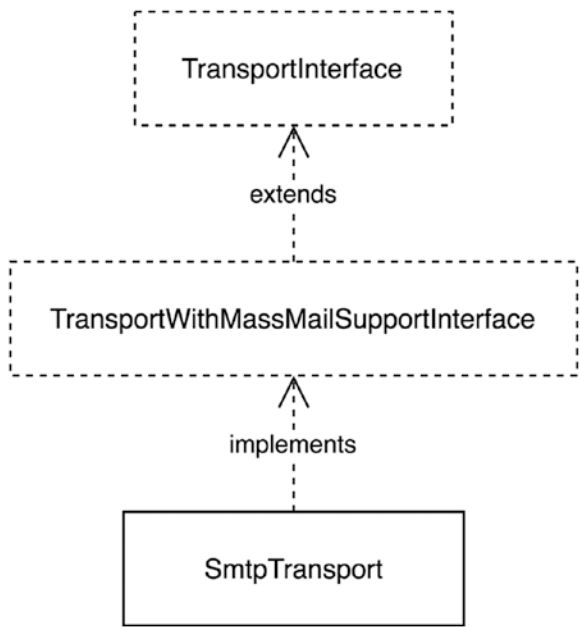 TransportInterface
extends
TransportWithMassMailSupportInterface
implements
SmtpTransport